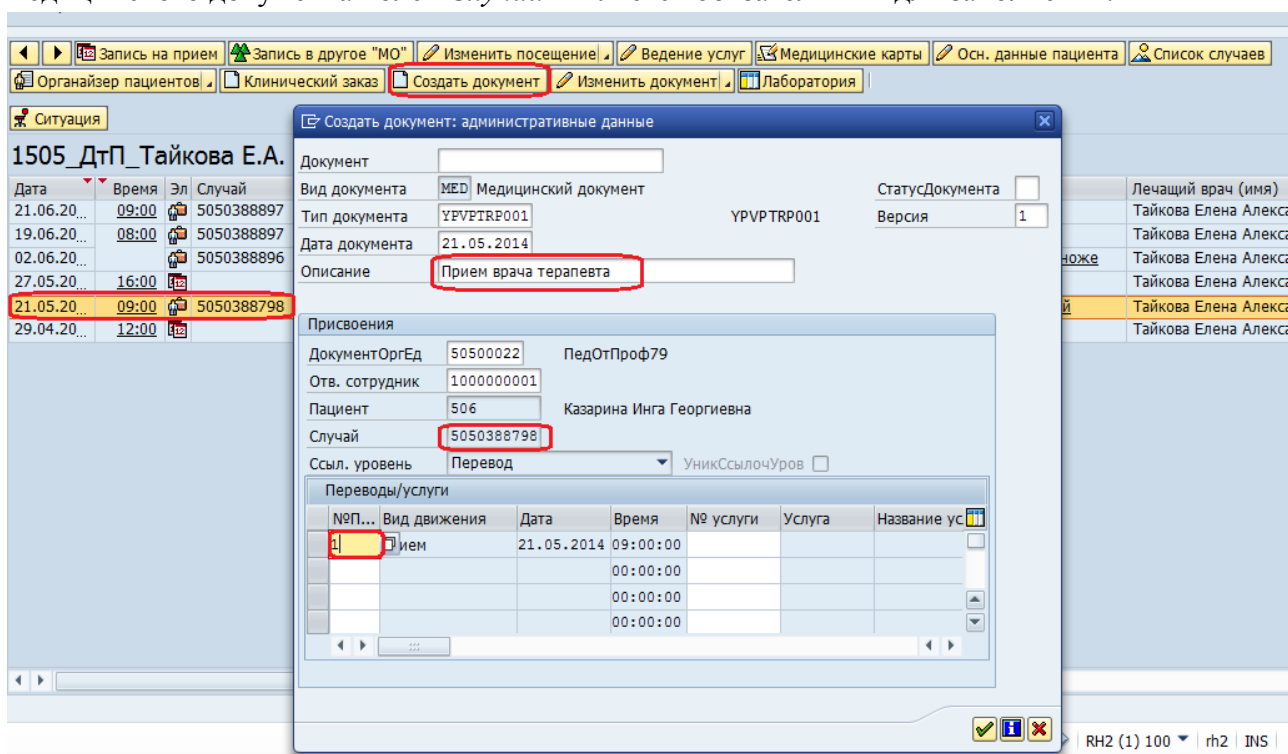 Запись на прием Запись в другое "МО" Изменить посещение Ведение услуг Медицинские карты Осн. данные пациента Список случаев
Органайзер пациентов Клинический заказ Создать документ Изменить документ Лаборатория
Ситуация
1505_ДтП_Тайкова Е.А.
Дата Время Эл Случай Лечащий врач (имя)
21.06.20... 09:00 5050388897 Тайкова Елена Алекса
19.06.20... 08:00 5050388897 Тайкова Елена Алекса
02.06.20... 5050388896 ноже Тайкова Елена Алекса
27.05.20... 16:00 Тайкова Елена Алекса
21.05.20... 09:00 5050388798 й Тайкова Елена Алекса
29.04.20... 12:00 Тайкова Елена Алекса
Создать документ: административные данные
Документ
Вид документа MED Медицинский документ СтатусДокумента
Тип документа YPVPTRP001 YPVPTRP001 Версия 1
Дата документа 21.05.2014
Описание Прием врача терапевта
Присвоения
ДокументОргЕд 50500022 ПедОтПроф79
Отв. сотрудник 1000000001
Пациент 506 Казарина Инга Георгиевна
Случай 5050388798
Ссыл. уровень Перевод УникСсылочУров
Переводы/услуги
№П... Вид движения Дата Время № услуги Услуга Название ус
1 ием 21.05.2014 09:00:00
00:00:00
00:00:00
00:00:00
RH2 (1) 100 rh2 INS